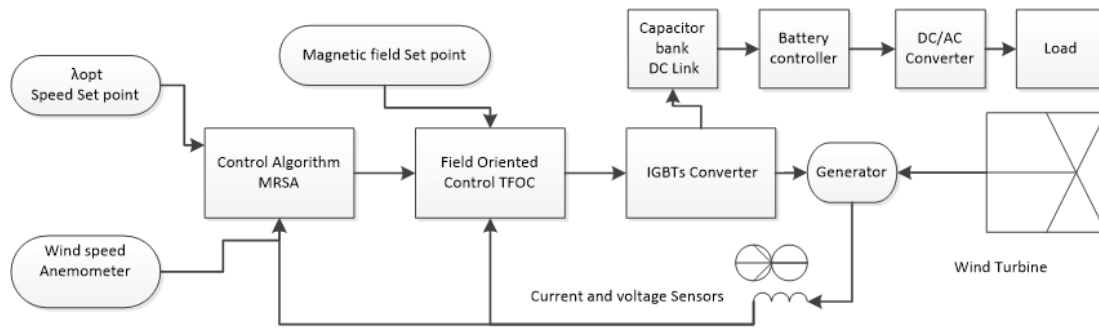 λopt
Speed Set point
Magnetic field Set point
Capacitor
bank
DC Link
Battery
controller
DC/AC
Converter
Load
Control Algorithm
MRSA
Field Oriented
Control TFOC
IGBTs Converter
Generator
Wind speed
Anemometer
Current and voltage Sensors
Wind Turbine